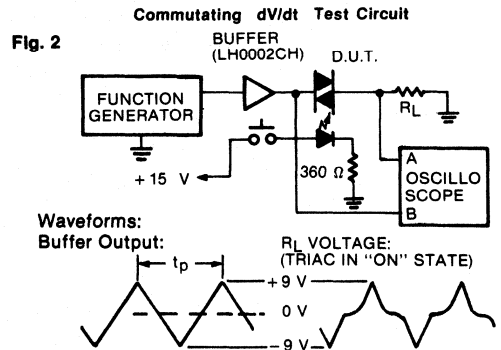 Commutating dV/dt Test Circuit
Fig. 2
BUFFER
(LH0002CH)
D.U.T.
FUNCTION
GENERATOR
RL
+ 15 V
360 Ω
A
OSCILLO
SCOPE
B
Waveforms:
Buffer Output:
RL VOLTAGE:
(TRIAC IN "ON" STATE)
tp
+9 V
0 V
−9 V